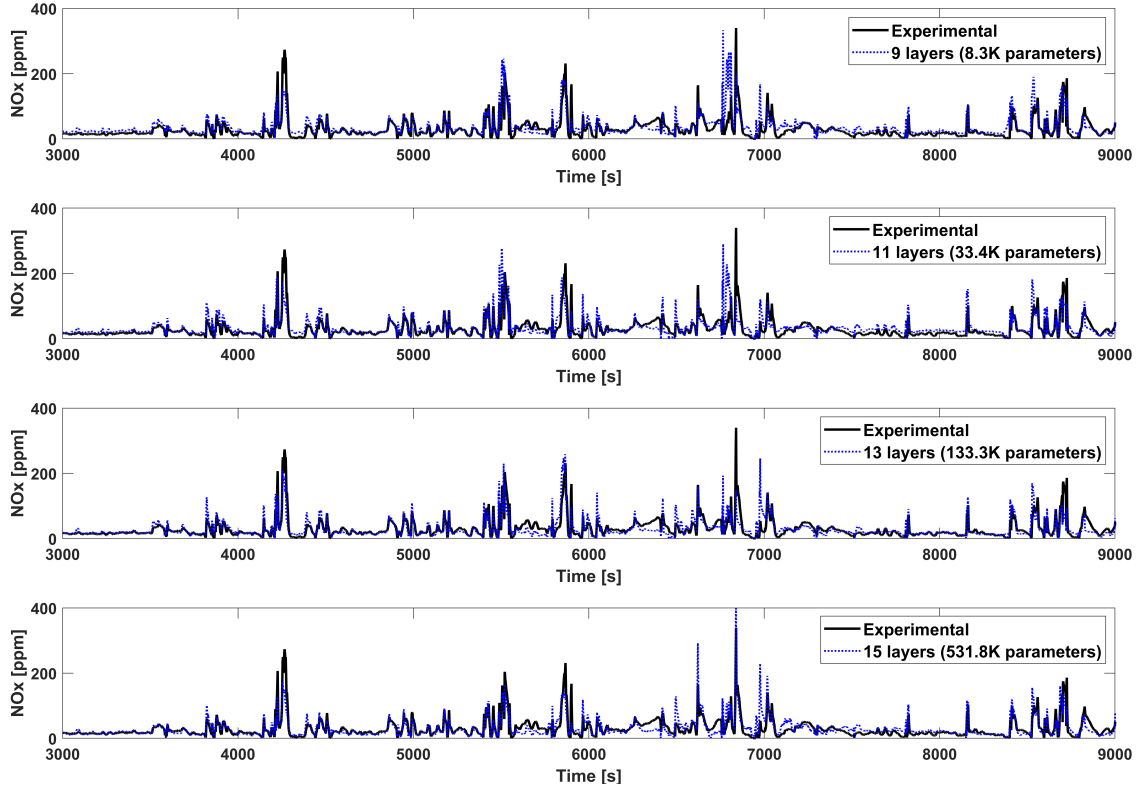 400
200
0
NOx [ppm]
Experimental
9 layers (8.3K parameters)
3000 4000 5000 6000 7000 8000 9000
Time [s]
400
200
0
NOx [ppm]
Experimental
11 layers (33.4K parameters)
3000 4000 5000 6000 7000 8000 9000
Time [s]
400
200
0
NOx [ppm]
Experimental
13 layers (133.3K parameters)
3000 4000 5000 6000 7000 8000 9000
Time [s]
400
200
0
NOx [ppm]
Experimental
15 layers (531.8K parameters)
3000 4000 5000 6000 7000 8000 9000
Time [s]